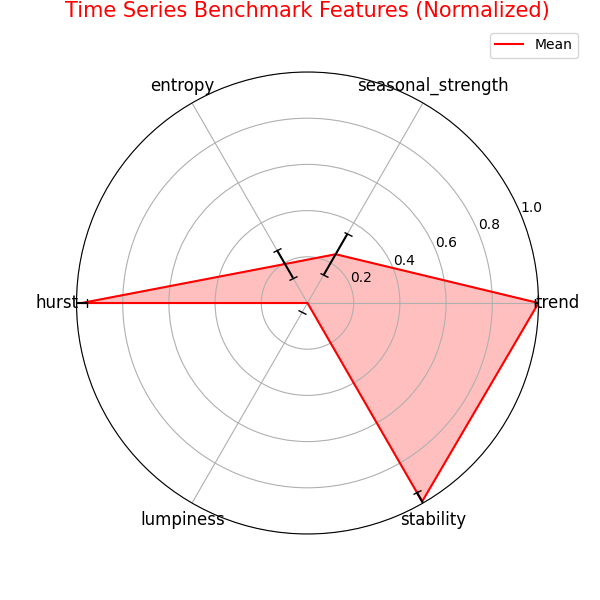 Time Series Benchmark Features (Normalized)
Mean
entropy
seasonal_strength
1.0
0.8
0.6
0.4
0.2
hurst
trend
lumpiness
stability